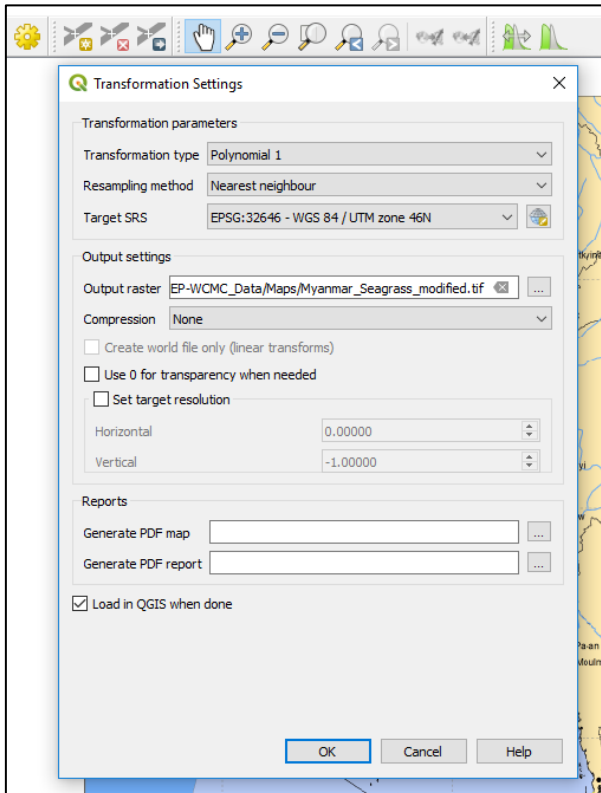 Transformation Settings
Transformation parameters
Transformation type Polynomial 1
Resampling method Nearest neighbour
Target SRS EPSG:32646 - WGS 84 / UTM zone 46N
Output settings
Output raster EP-WCMC_Data/Maps/Myanmar_Seagrass_modified.tif ...
Compression None
Create world file only (linear transforms)
Use 0 for transparency when needed
Set target resolution
Horizontal 0.00000
Vertical -1.00000
Reports
Generate PDF map ...
Generate PDF report ...
Load in QGIS when done
Pa-an
OK Cancel Help